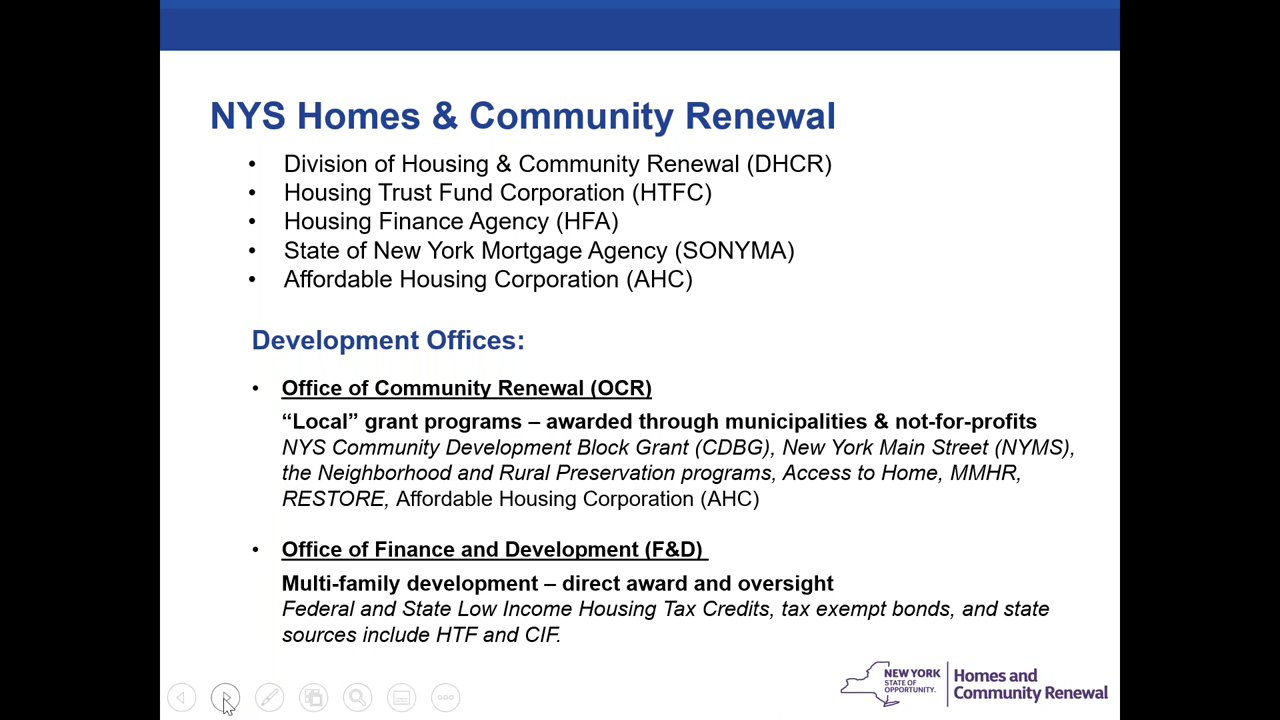 NYS Homes & Community Renewal
• Division of Housing & Community Renewal (DHCR)
• Housing Trust Fund Corporation (HTFC)
• Housing Finance Agency (HFA)
• State of New York Mortgage Agency (SONYMA)
• Affordable Housing Corporation (AHC)
Development Offices:
• Office of Community Renewal (OCR)
“Local” grant programs – awarded through municipalities & not-for-profits
NYS Community Development Block Grant (CDBG), New York Main Street (NYMS),
the Neighborhood and Rural Preservation programs, Access to Home, MMHR,
RESTORE, Affordable Housing Corporation (AHC)
• Office of Finance and Development (F&D)
Multi-family development – direct award and oversight
Federal and State Low Income Housing Tax Credits, tax exempt bonds, and state
sources include HTF and CIF.
NEW YORK
STATE OF
OPPORTUNITY.
Homes and
Community Renewal